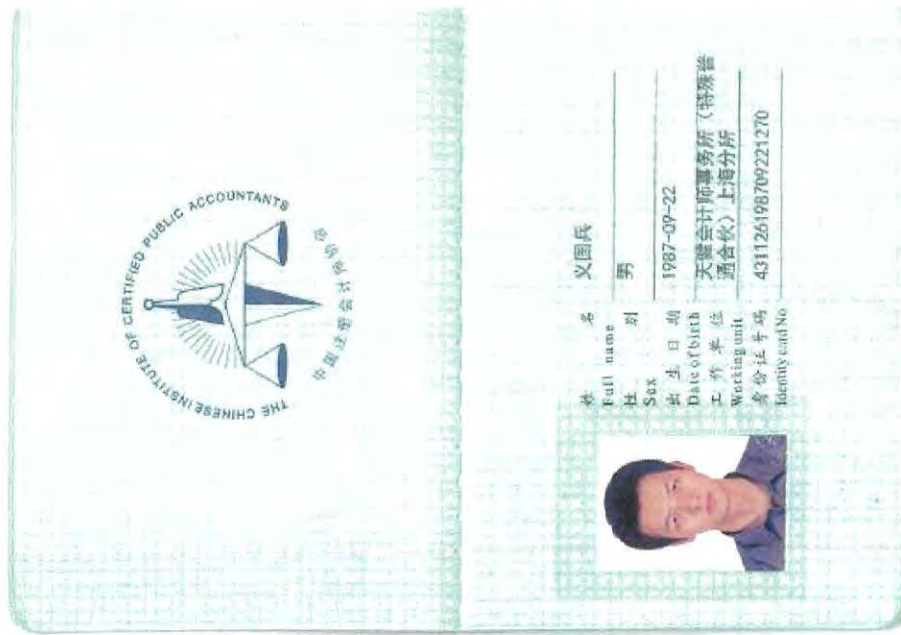 THE CHINESE INSTITUTE OF CERTIFIED PUBLIC ACCOUNTANTS
中国注册会计师协会
姓 名 义国兵
Full name
性 别 男
Sex
出 生 日 期 1987-09-22
Date of birth
工 作 单 位 天健会计师事务所（特殊普
Working unit 通合伙）上海分所
身份证号码 431126198709221270
Identity card No